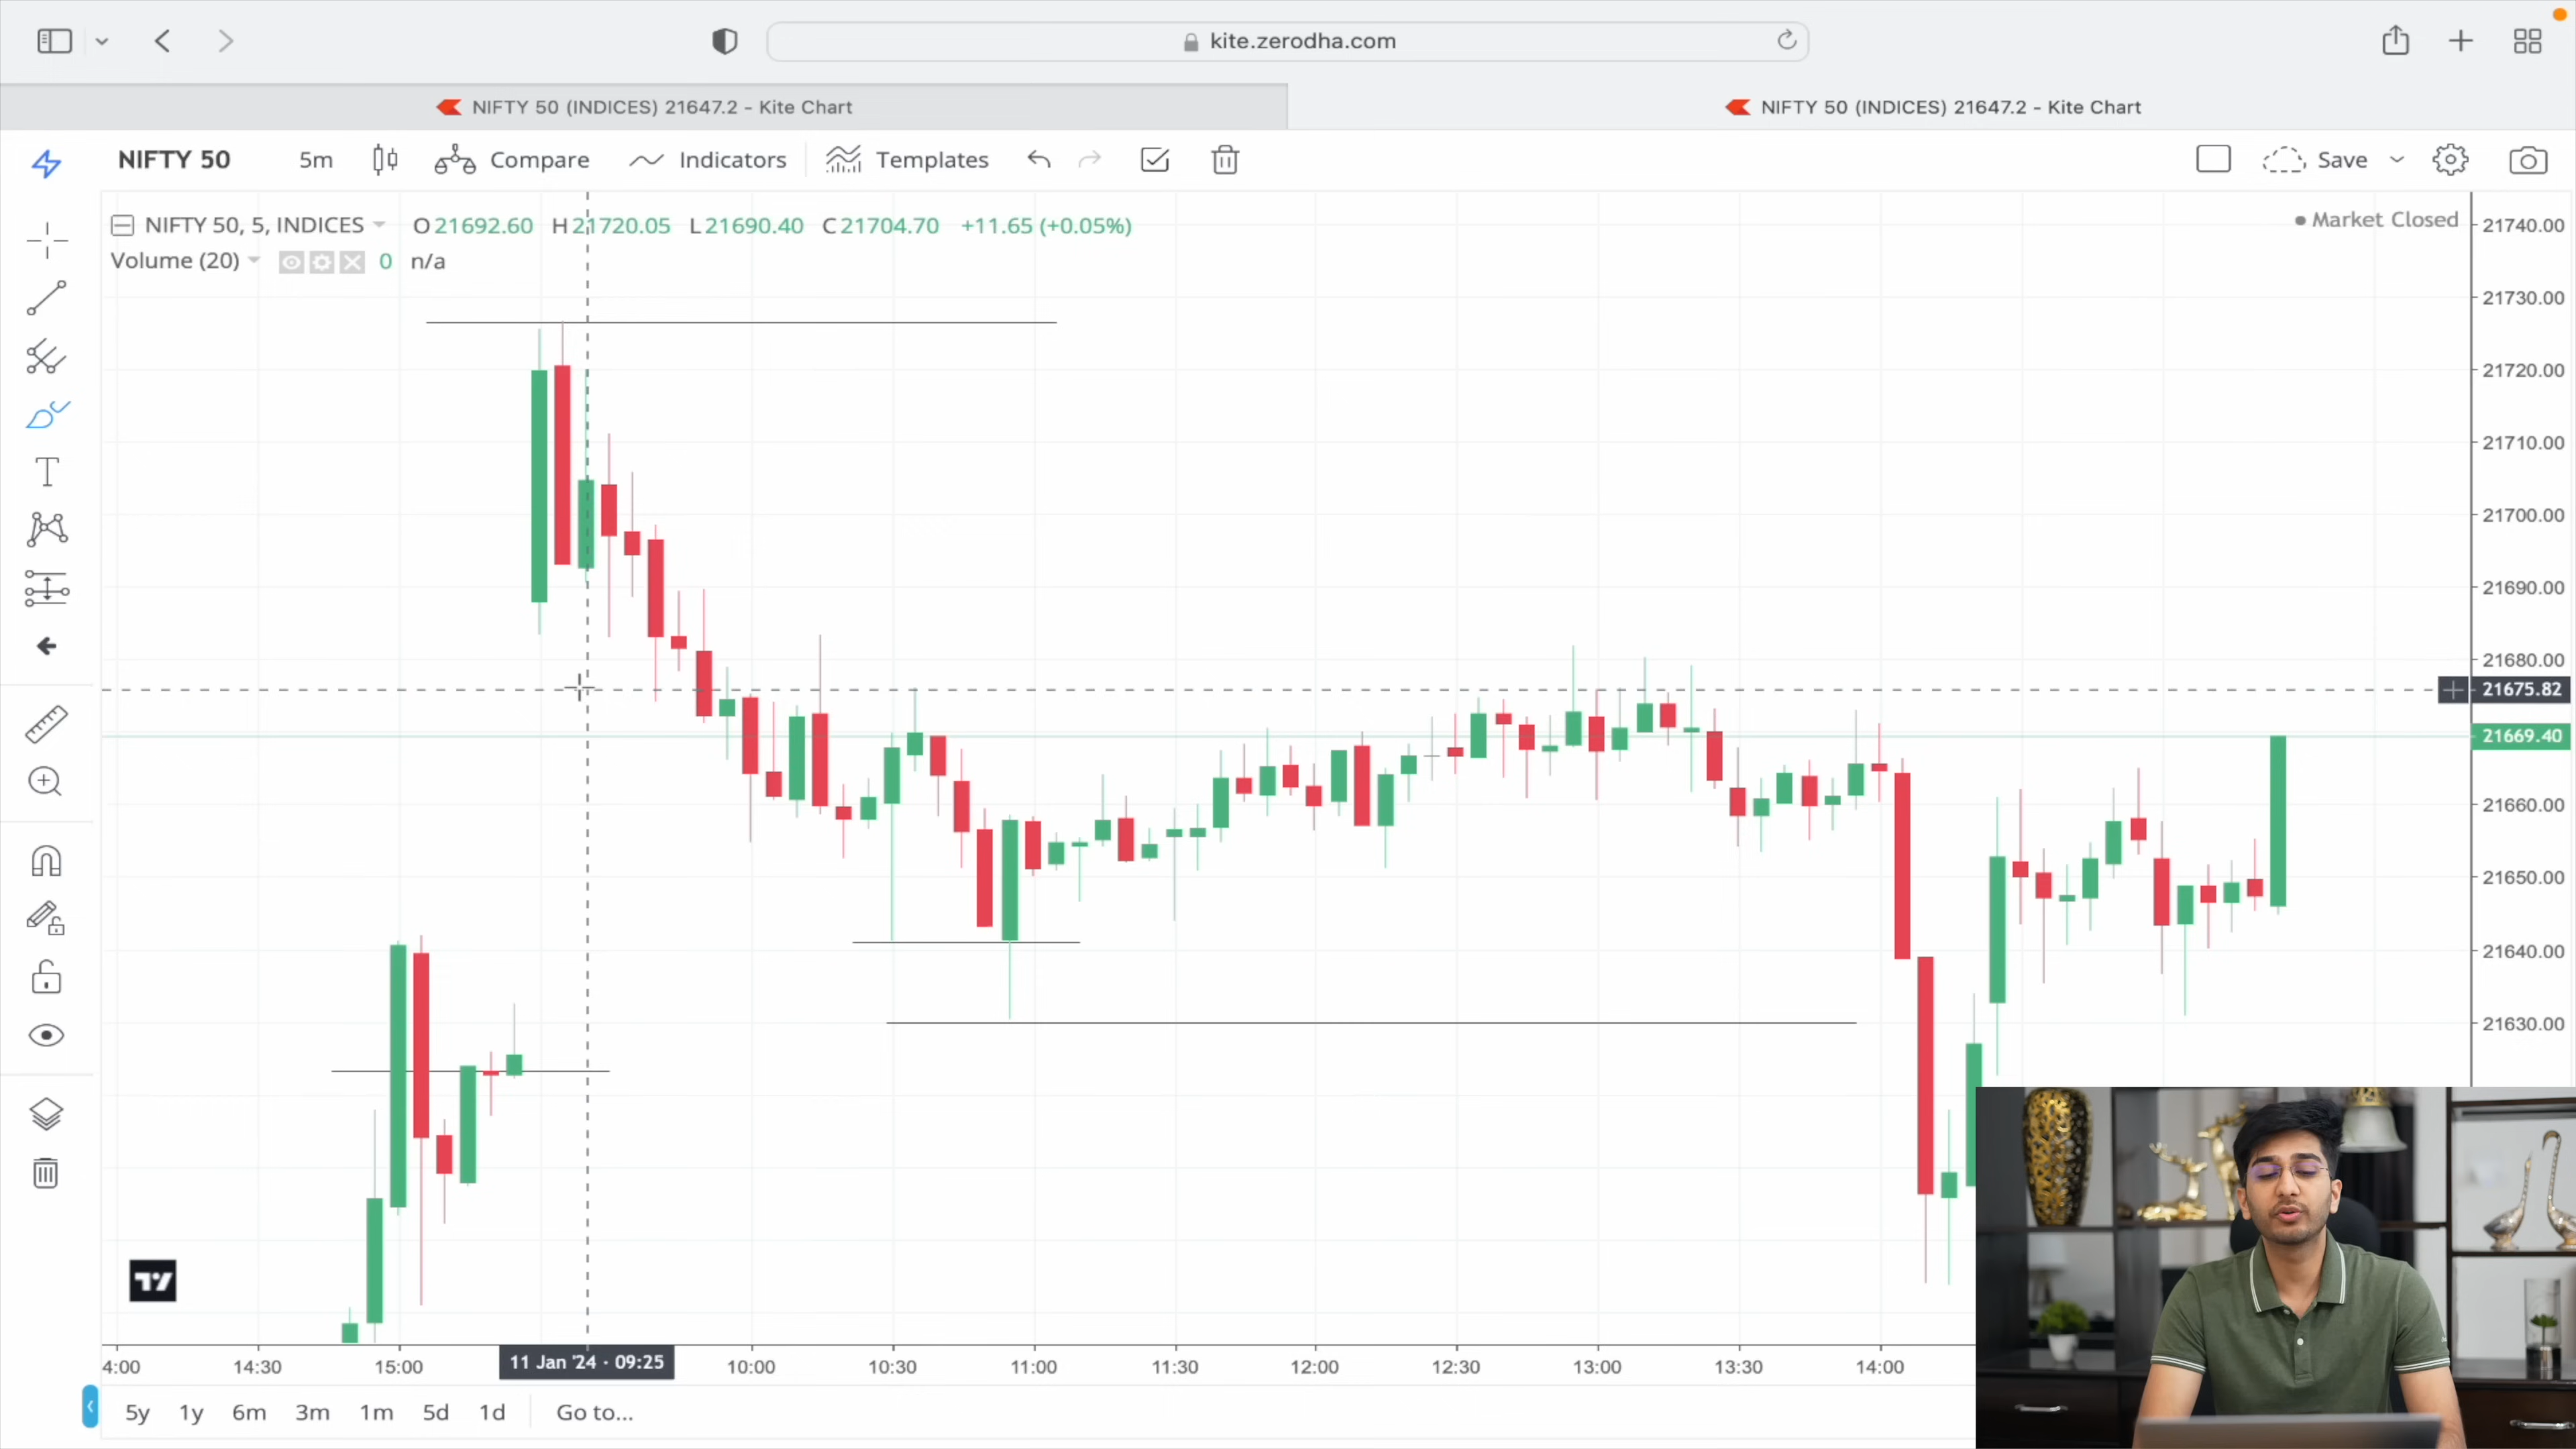 kite.zerodha.com
NIFTY 50 (INDICES) 21647.2 - Kite Chart
NIFTY 50 (INDICES) 21647.2 - Kite Chart
NIFTY 50 5m Compare Indicators Templates Save
NIFTY 50, 5, INDICES O21692.60 H21720.05 L21690.40 C21704.70 +11.65 (+0.05%)
Market Closed
Volume (20) 0 n/a
21740.00
21730.00
21720.00
21710.00
21700.00
21690.00
21680.00
21675.82
21669.40
21660.00
21650.00
21640.00
21630.00
4:00 14:30 15:00 11 Jan '24 · 09:25 10:00 10:30 11:00 11:30 12:00 12:30 13:00 13:30 14:00
5y 1y 6m 3m 1m 5d 1d Go to...